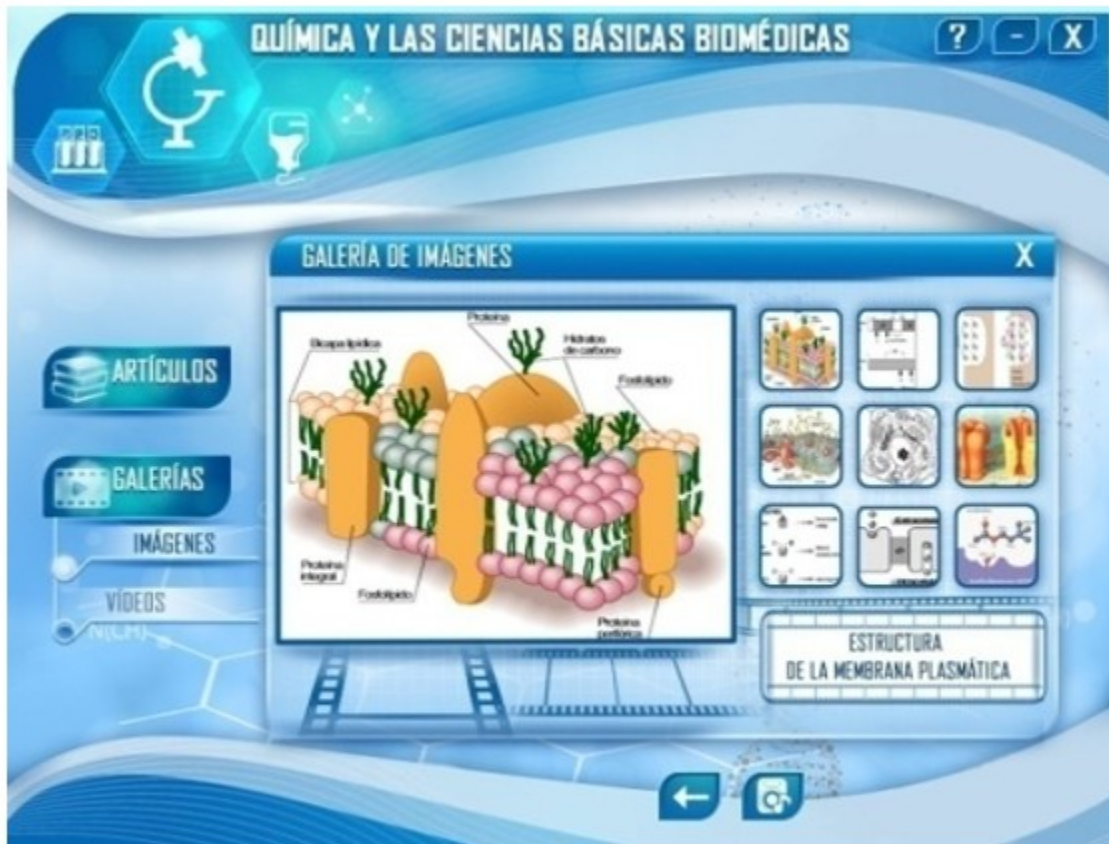 QUÍMICA Y LAS CIENCIAS BÁSICAS BIOMÉDICAS
? - X
GALERÍA DE IMÁGENES X
ARTÍCULOS
GALERÍAS
IMÁGENES
VÍDEOS
Proteína
Bicapa lipídica
Hidratos
de carbono
Fosfolípido
Proteína
integral
Fosfolípido
Proteína
periférica
ESTRUCTURA
DE LA MEMBRANA PLASMÁTICA